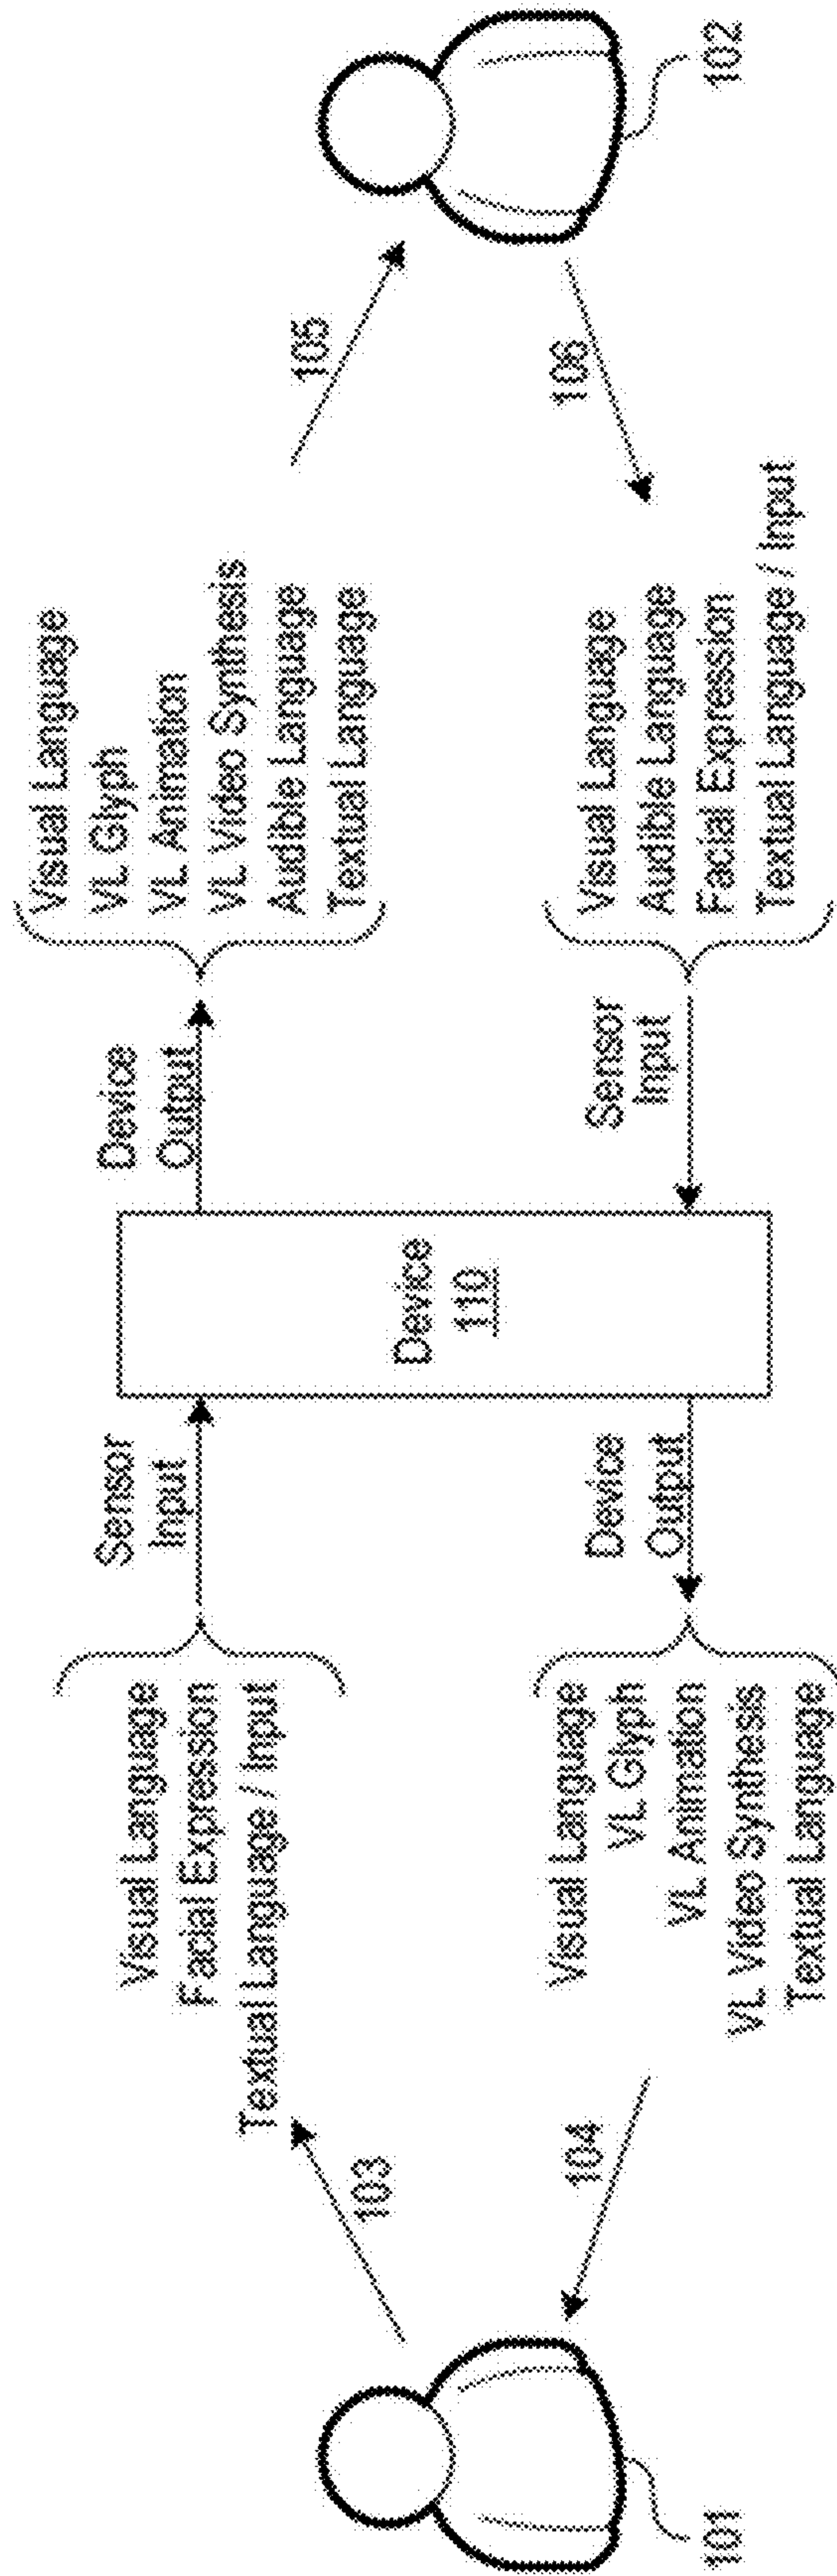 103
Visual Language
Facial Expression
Textual Language / Input
Sensor
Input
Device
110
Device
Output
Visual Language
VL Glyph
VL Animation
VL Video Synthesis
Audible Language
Textual Language
105
101
104
Visual Language
VL Glyph
VL Animation
VL Video Synthesis
Textual Language
Device
Output
Sensor
Input
Visual Language
Audible Language
Facial Expression
Textual Language / Input
106
102